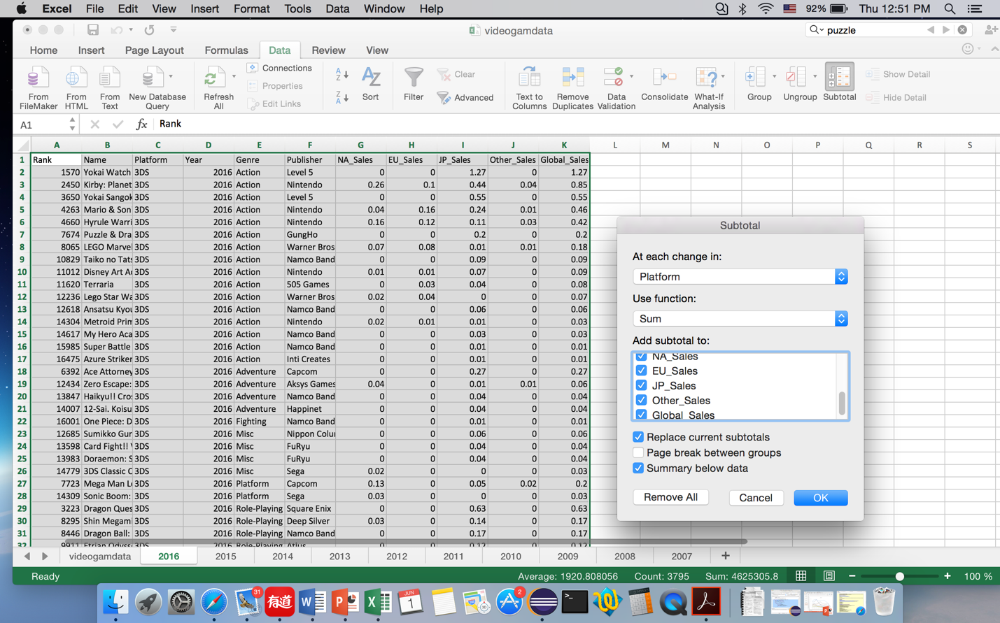 Excel File Edit View Insert Format Tools Data Window Help 92% Thu 12:51 PM
videogamdata
puzzle
Home Insert Page Layout Formulas Data Review View
From FileMaker
From HTML
From Text
New Database Query
Refresh All
Connections
Properties
Edit Links
Sort
Filter
Clear
Advanced
Text to Columns
Remove Duplicates
Data Validation
Consolidate
What-If Analysis
Group
Ungroup
Subtotal
Show Detail
Hide Detail
A1 fx Rank
A B C D E F G H I J K L M N O P Q R S
1 Rank Name Platform Year Genre Publisher NA_Sales EU_Sales JP_Sales Other_Sales Global_Sales
2 1570 Yokai Watch 3DS 2016 Action Level 5 0 0 1.27 0 1.27
3 2450 Kirby: Planet 3DS 2016 Action Nintendo 0.26 0.1 0.44 0.04 0.85
4 3650 Yokai Sangok 3DS 2016 Action Level 5 0 0 0.55 0 0.55
5 4263 Mario & Son 3DS 2016 Action Nintendo 0.04 0.16 0.24 0.01 0.46
6 4660 Hyrule Warri 3DS 2016 Action Nintendo 0.16 0.12 0.11 0.03 0.42
7 7674 Puzzle & Dra 3DS 2016 Action GungHo 0 0 0.2 0 0.2
8 8065 LEGO Marve 3DS 2016 Action Warner Bros 0.07 0.08 0.01 0.01 0.18
9 10829 Taiko no Tats 3DS 2016 Action Namco Band 0 0 0.09 0 0.09
10 11012 Disney Art A 3DS 2016 Action Nintendo 0.01 0.01 0.07 0 0.09
11 11620 Terraria 3DS 2016 Action 505 Games 0 0.03 0.04 0 0.08
12 12236 Lego Star Wa 3DS 2016 Action Warner Bros 0.02 0.04 0 0 0.07
13 12618 Ansatsu Kyou 3DS 2016 Action Namco Band 0 0 0.06 0 0.06
14 14304 Metroid Prim 3DS 2016 Action Nintendo 0.02 0.01 0.01 0 0.03
15 14617 My Hero Aca 3DS 2016 Action Namco Band 0 0 0.03 0 0.03
16 15985 Super Battle 3DS 2016 Action Namco Band 0 0 0.01 0 0.01
17 16475 Azure Striker 3DS 2016 Action Inti Creates 0 0 0.01 0 0.01
18 6392 Ace Attorney 3DS 2016 Adventure Capcom 0 0 0.27 0 0.27
19 12434 Zero Escape: 3DS 2016 Adventure Aksys Games 0.04 0 0.01 0.01 0.06
20 13847 Haikyu!! Cro 3DS 2016 Adventure Namco Band 0 0 0.04 0 0.04
21 14007 12-Sai. Koisu 3DS 2016 Adventure Happinet 0 0 0.04 0 0.04
22 16001 One Piece: D 3DS 2016 Fighting Namco Band 0 0 0.01 0 0.01
23 12685 Sumikko Gur 3DS 2016 Misc Nippon Colu 0 0 0.06 0 0.06
24 13598 Card Fight!! V 3DS 2016 Misc FuRyu 0 0 0.04 0 0.04
25 13983 Doraemon: S 3DS 2016 Misc FuRyu 0 0 0.04 0 0.04
26 14779 3DS Classic C 3DS 2016 Misc Sega 0.02 0 0 0 0.03
27 7723 Mega Man L 3DS 2016 Platform Capcom 0.13 0 0.05 0.02 0.2
28 14309 Sonic Boom: 3DS 2016 Platform Sega 0.03 0 0 0 0.03
29 3223 Dragon Ques 3DS 2016 Role-Playing Square Enix 0 0 0.63 0 0.63
30 8295 Shin Megami 3DS 2016 Role-Playing Deep Silver 0.03 0 0.14 0 0.17
31 8446 Dragon Ball: 3DS 2016 Role-Playing Namco Band 0 0 0.17 0 0.17
32 9911 Etrian Odyss 3DS 2016 Role-Playing Atlus 0 0 0.12 0 0.12
Subtotal
At each change in:
Platform
Use function:
Sum
Add subtotal to:
NA_Sales
EU_Sales
JP_Sales
Other_Sales
Global_Sales
Replace current subtotals
Page break between groups
Summary below data
Remove All Cancel OK
videogamdata 2016 2015 2014 2013 2012 2011 2010 2009 2008 2007 +
Ready Average: 1920.808056 Count: 3795 Sum: 4625305.8 − + 100 %
31 有道 W P X JUN 1 2